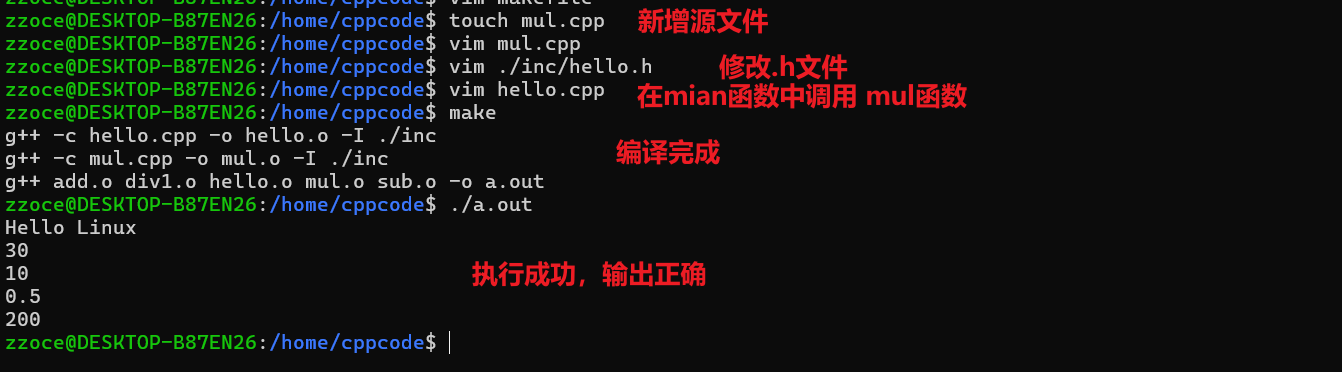 zzoce@DESKTOP-B87EN26:/home/cppcode$ vim makefile
zzoce@DESKTOP-B87EN26:/home/cppcode$ touch mul.cpp 新增源文件
zzoce@DESKTOP-B87EN26:/home/cppcode$ vim mul.cpp
zzoce@DESKTOP-B87EN26:/home/cppcode$ vim ./inc/hello.h 修改.h文件
zzoce@DESKTOP-B87EN26:/home/cppcode$ vim hello.cpp 在mian函数中调用 mul函数
zzoce@DESKTOP-B87EN26:/home/cppcode$ make
g++ -c hello.cpp -o hello.o -I ./inc
g++ -c mul.cpp -o mul.o -I ./inc 编译完成
g++ add.o div1.o hello.o mul.o sub.o -o a.out
zzoce@DESKTOP-B87EN26:/home/cppcode$ ./a.out
Hello Linux
30
10 执行成功，输出正确
0.5
200
zzoce@DESKTOP-B87EN26:/home/cppcode$